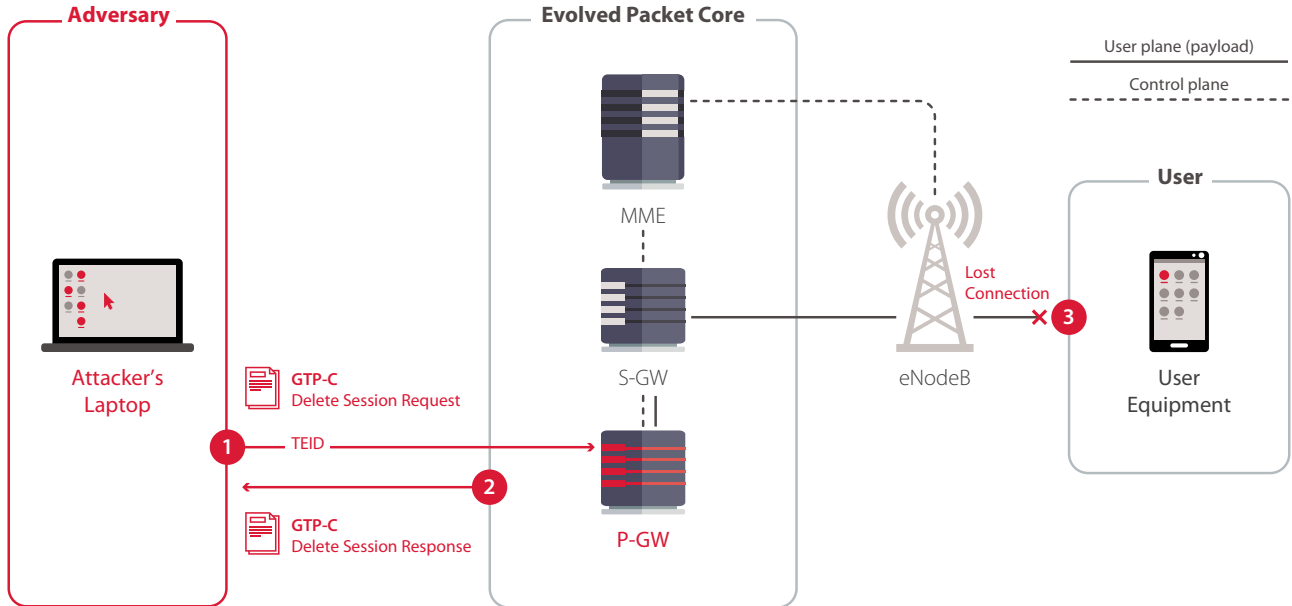 Adversary
Evolved Packet Core
User plane (payload)
Control plane
User
MME
Lost
Connection
3
Attacker's
Laptop
GTP-C
Delete Session Request
S-GW
eNodeB
User
Equipment
1
TEID
2
GTP-C
Delete Session Response
P-GW